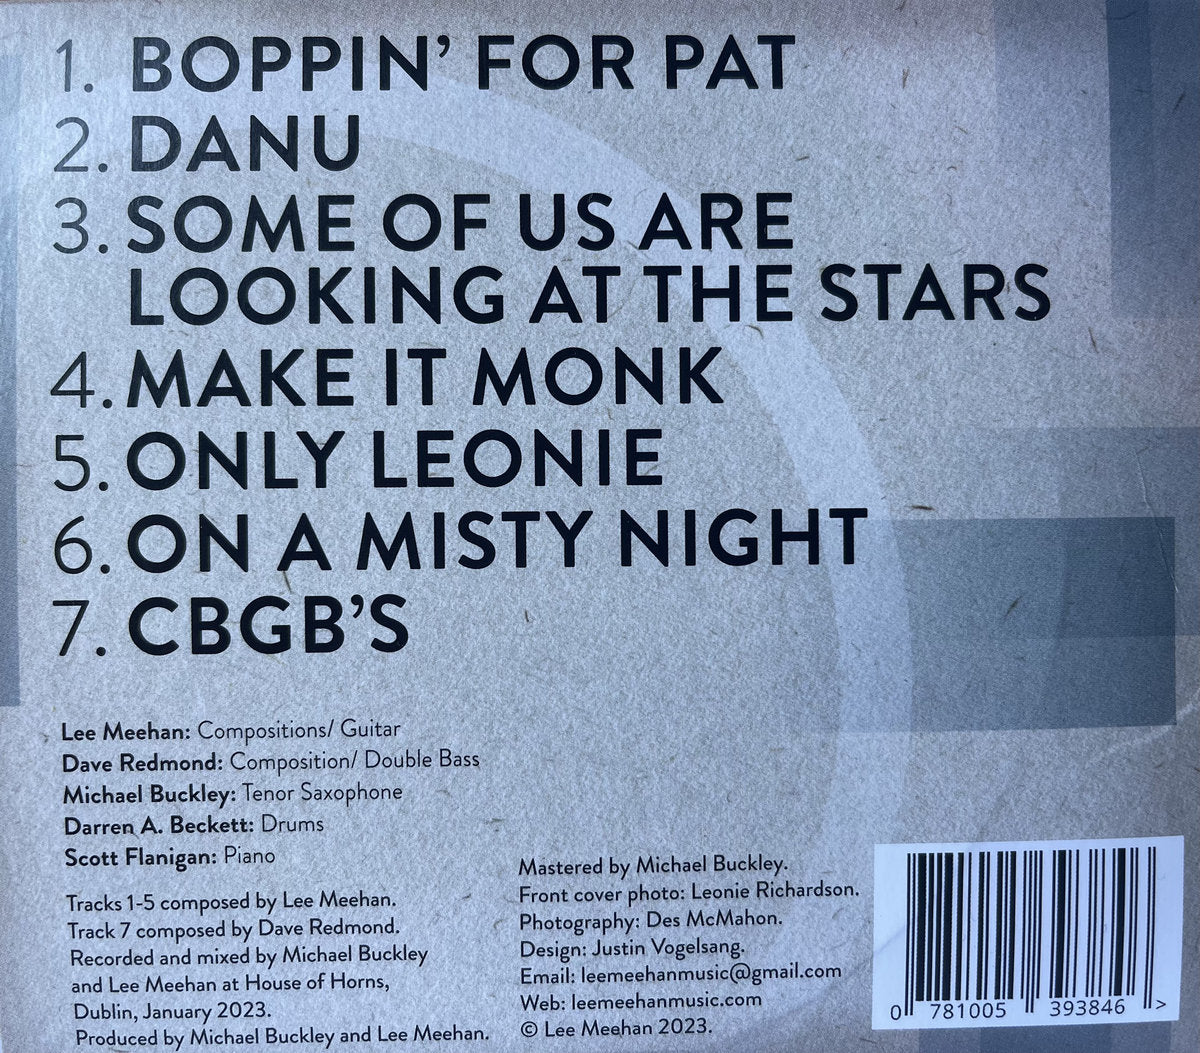 1. BOPPIN' FOR PAT
2. DANU
3. SOME OF US ARE
LOOKING AT THE STARS
4. MAKE IT MONK
5. ONLY LEONIE
6. ON A MISTY NIGHT
7. CBGB'S
Lee Meehan: Compositions/ Guitar
Dave Redmond: Composition/ Double Bass
Michael Buckley: Tenor Saxophone
Darren A. Beckett: Drums
Scott Flanigan: Piano
Tracks 1-5 composed by Lee Meehan.
Track 7 composed by Dave Redmond.
Recorded and mixed by Michael Buckley
and Lee Meehan at House of Horns,
Dublin, January 2023.
Produced by Michael Buckley and Lee Meehan.
Mastered by Michael Buckley.
Front cover photo: Leonie Richardson.
Photography: Des McMahon.
Design: Justin Vogelsang.
Email: leemeehanmusic@gmail.com
Web: leemeehanmusic.com
© Lee Meehan 2023.
0 781005 393846 >